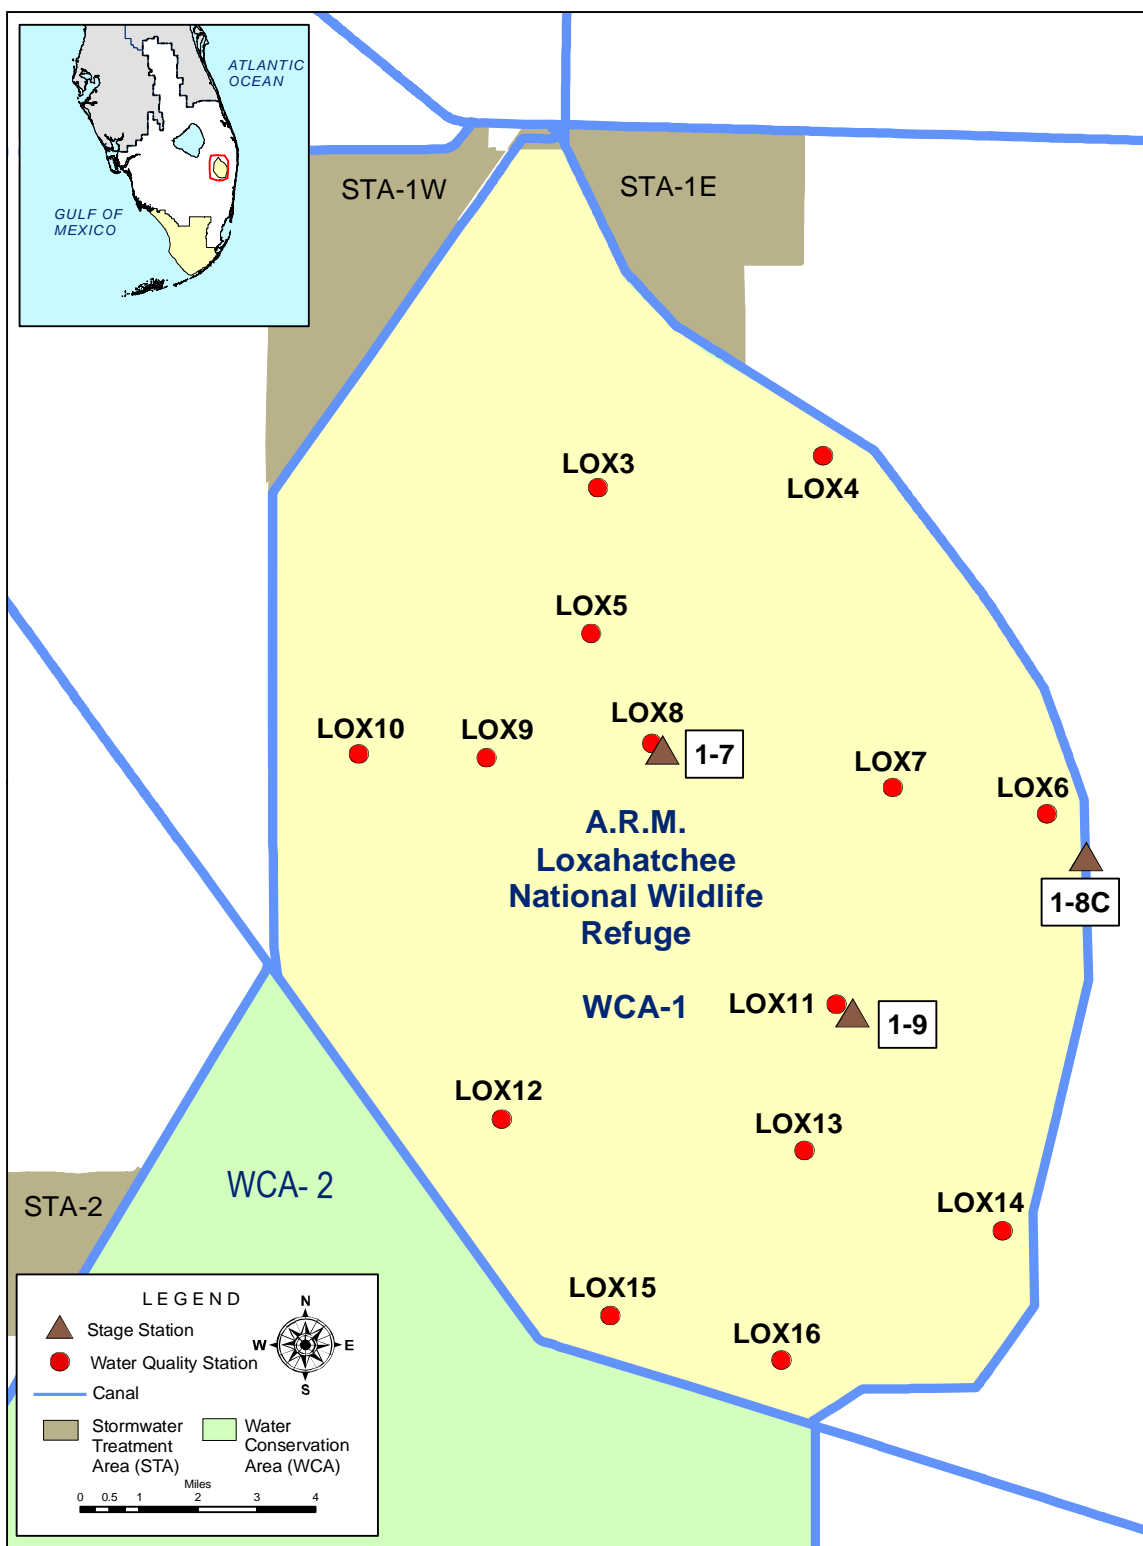 ATLANTIC
OCEAN
GULF OF
MEXICO
STA-1W
STA-1E
LOX3
LOX4
LOX5
LOX8
LOX10
LOX9
1-7
LOX7
LOX6
A.R.M.
Loxahatchee
National Wildlife
Refuge
1-8C
WCA-1
LOX11
1-9
LOX12
LOX13
WCA- 2
STA-2
LOX14
LOX15
LOX16
LEGEND
Stage Station
Water Quality Station
Canal
Stormwater
Treatment
Area (STA)
Water
Conservation
Area (WCA)
N
W
E
S
Miles
0 0.5 1 2 3 4